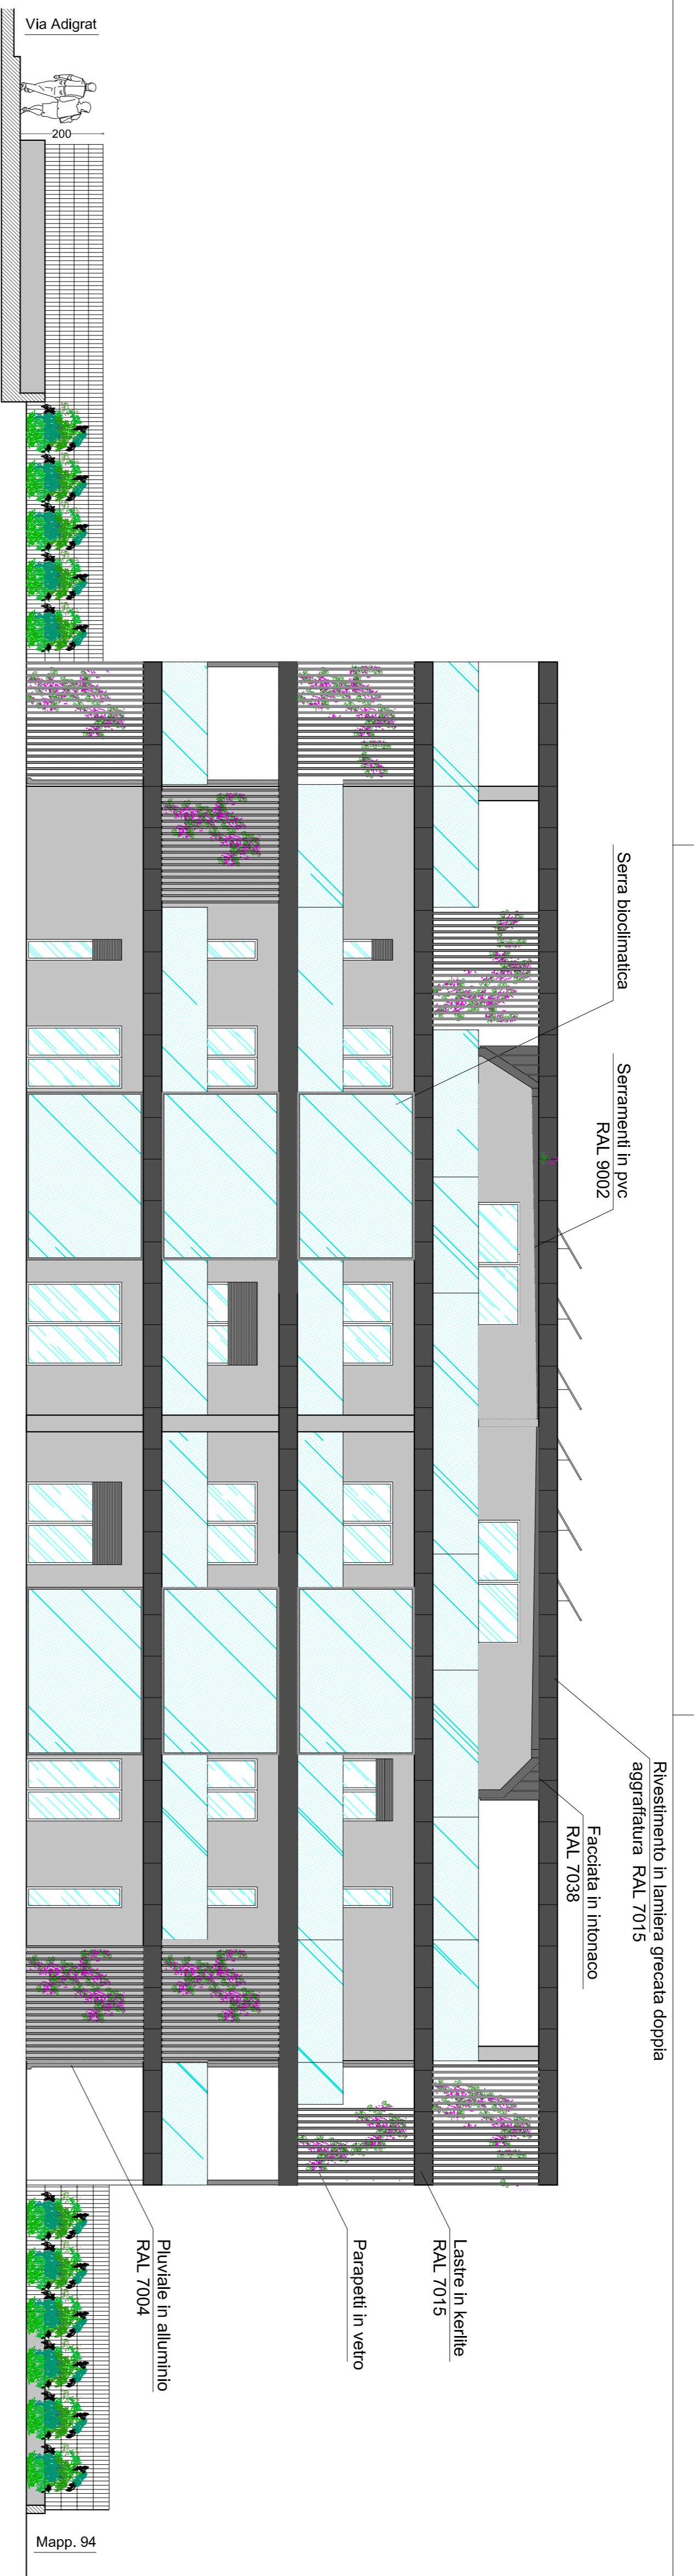 Via Adigrat
200
Serra bioclimatica
Serramenti in pvc
RAL 9002
Rivestimento in lamiera grecata doppia
aggraffatura RAL 7015
Facciata in intonaco
RAL 7038
Lastre in kerlite
RAL 7015
Parapetti in vetro
Pluviale in alluminio
RAL 7004
Mapp. 94